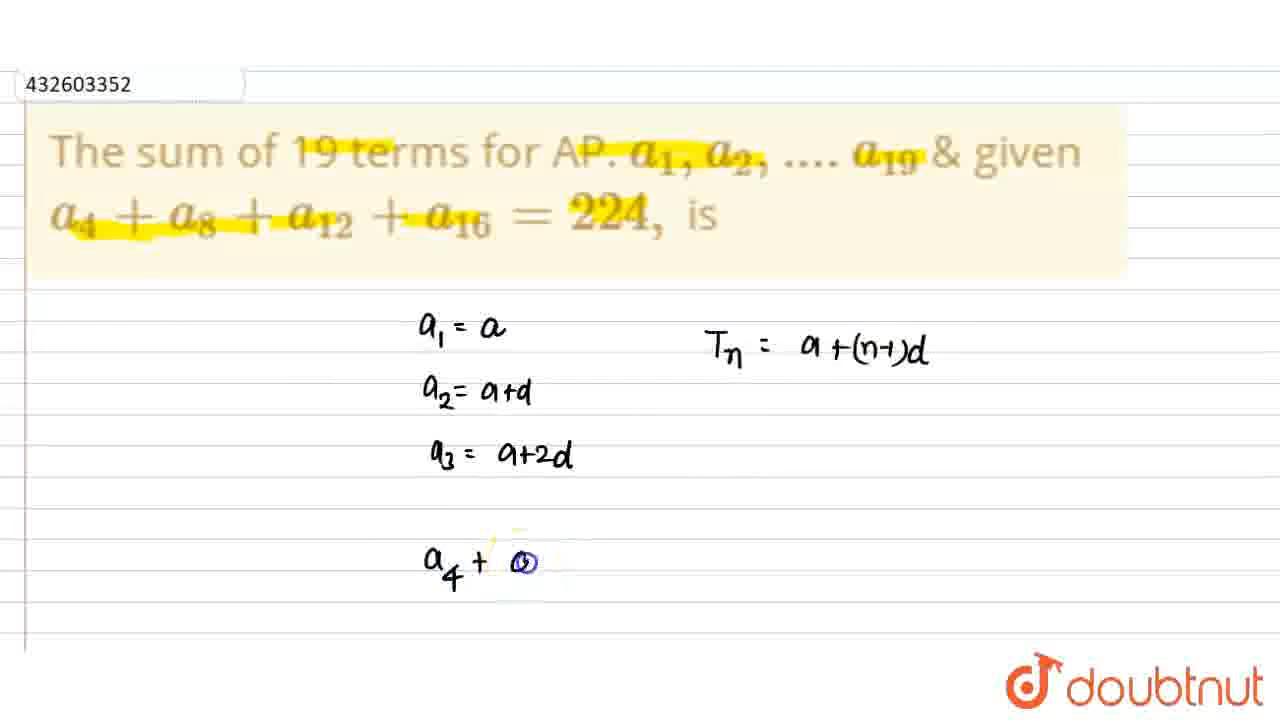 432603352
The sum of 19 terms for AP. a₁, a₂, .... a₁₉ & given
a₄ + a₈ + a₁₂ + a₁₆ = 224, is
a₁ = a
Tₙ = a+(n-1)d
a₂ = a+d
a₃ = a+2d
a₄ + a
doubtnut